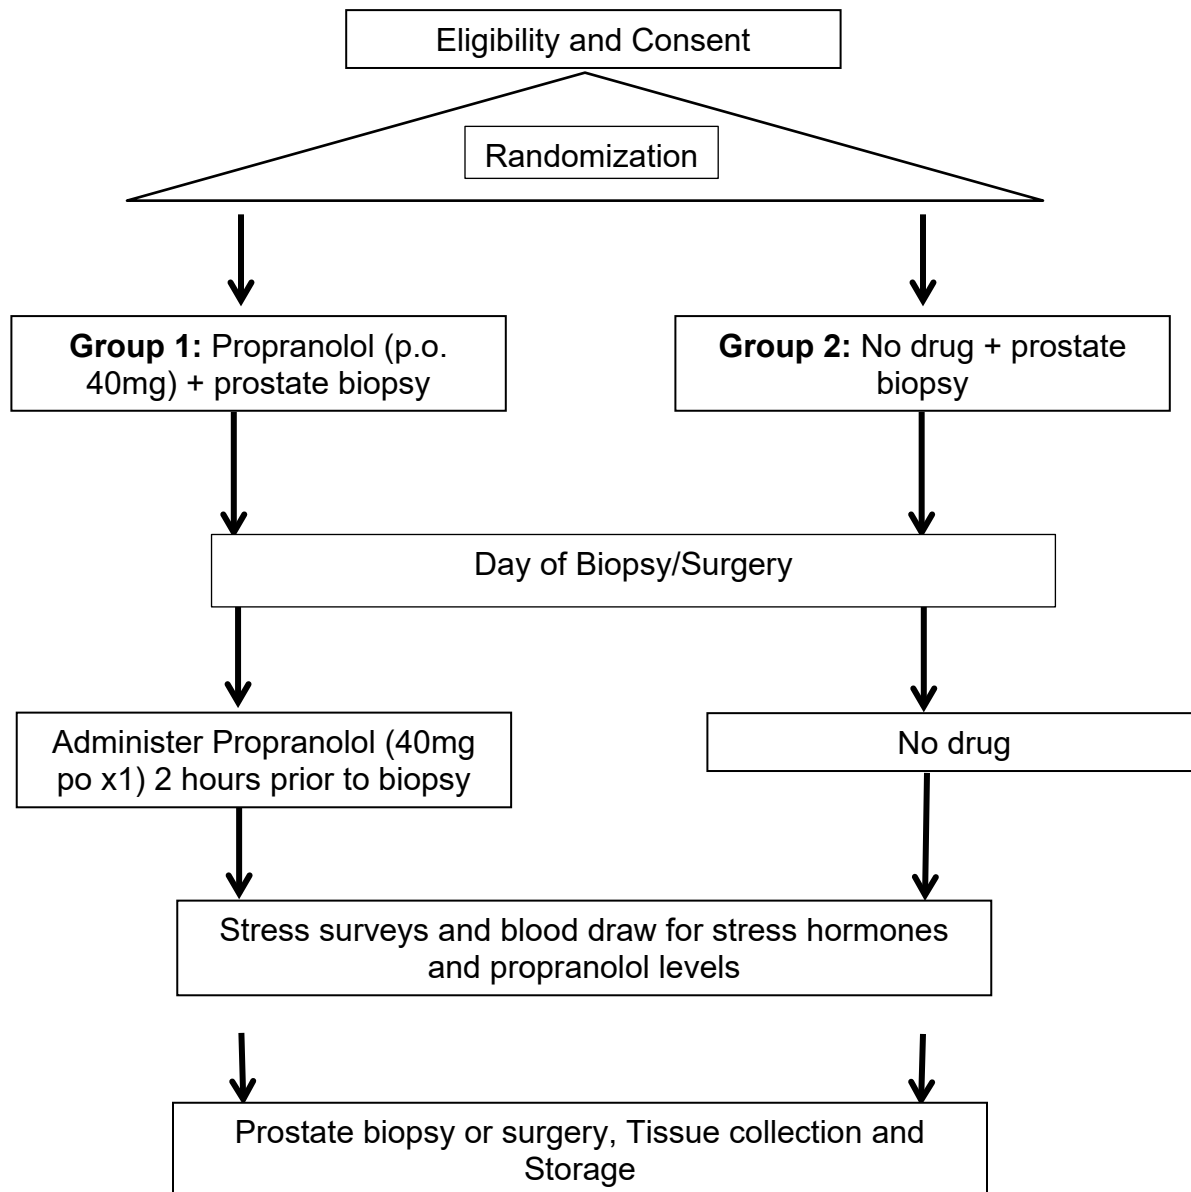 Eligibility and Consent
Randomization
Group 1: Propranolol (p.o.
40mg) + prostate biopsy
Group 2: No drug + prostate
biopsy
Day of Biopsy/Surgery
Administer Propranolol (40mg
po x1) 2 hours prior to biopsy
No drug
Stress surveys and blood draw for stress hormones
and propranolol levels
Prostate biopsy or surgery, Tissue collection and
Storage